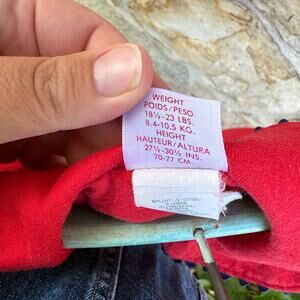 WEIGHT
POIDS/PESO
18½-23 LBS.
8.4-10.5 KG.
HEIGHT
HAUTEUR/ALTURA
27½-30½ INS.
70-77 CM.